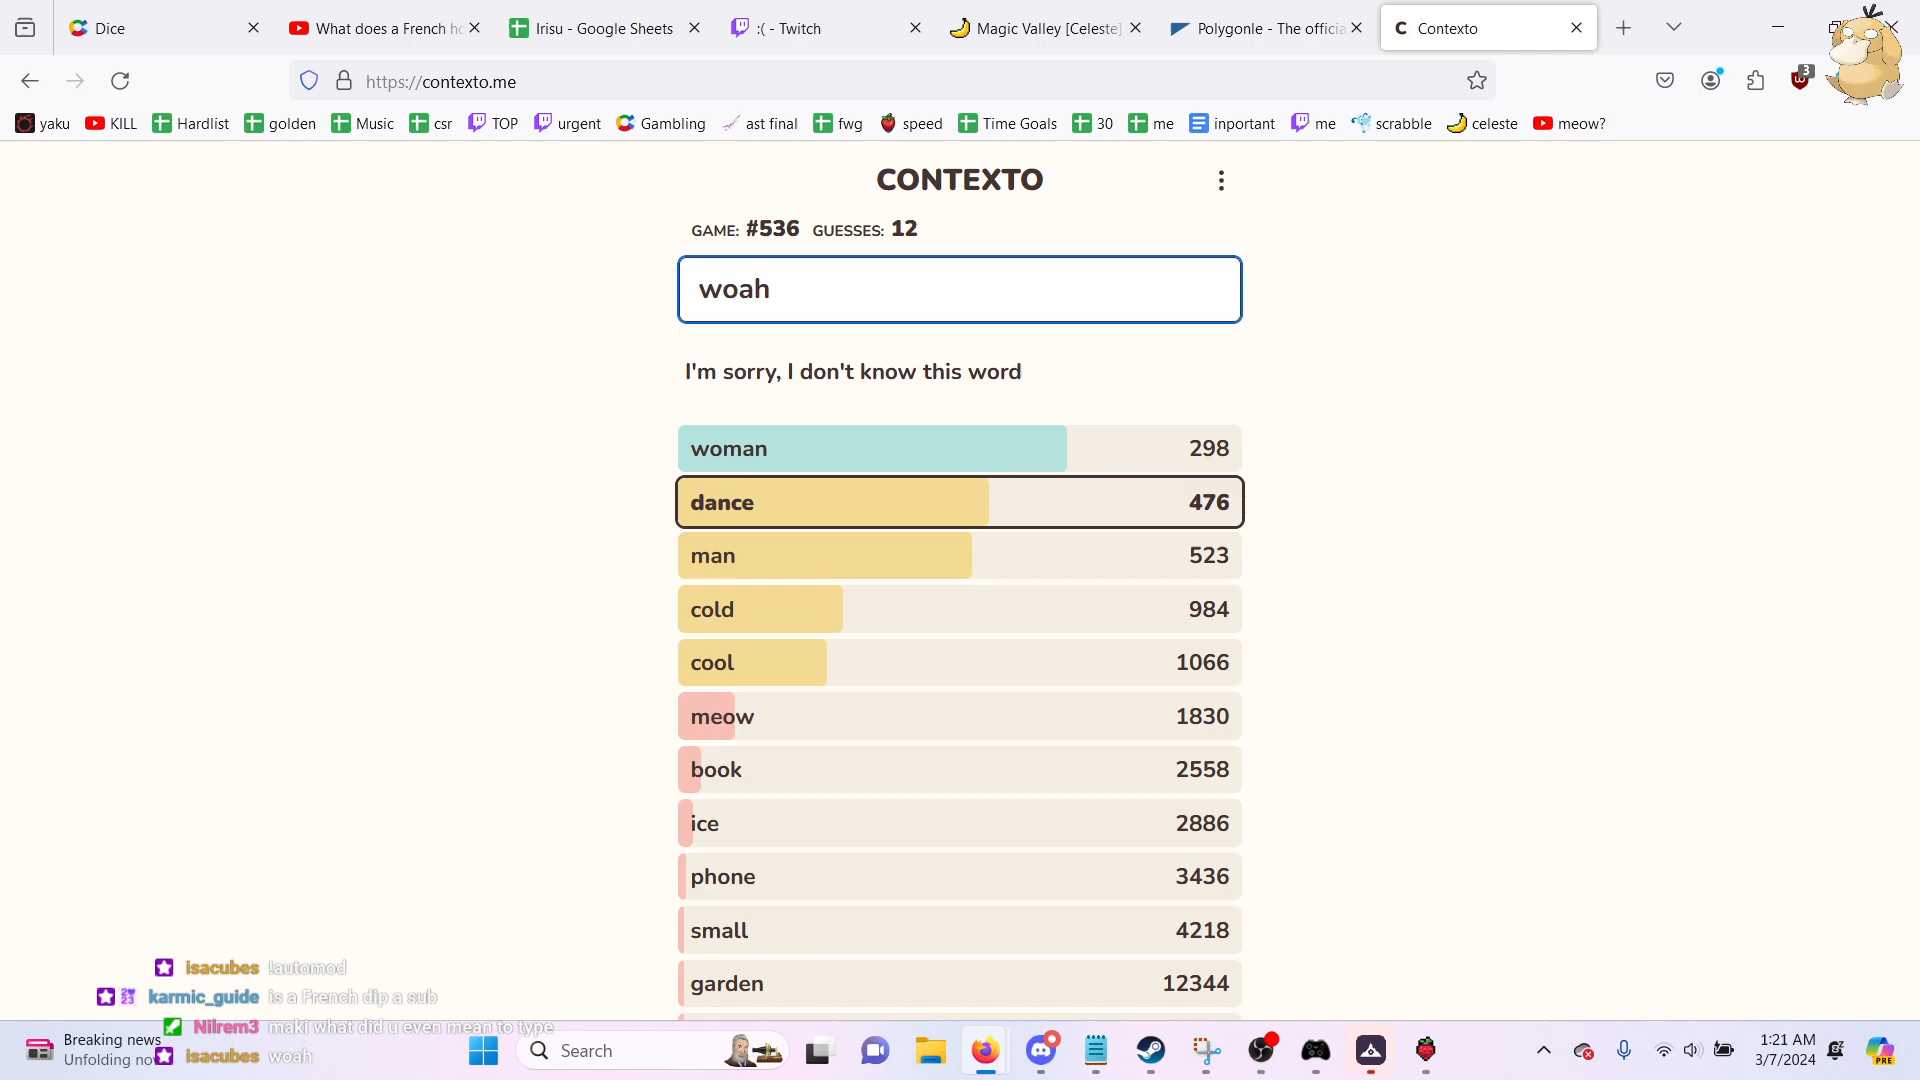 Dice
What does a French ho
Irisu - Google Sheets
:( - Twitch
Magic Valley [Celeste]
Polygonle - The officia
C Contexto
https://contexto.me
3
yaku
KILL
Hardlist
golden
Music
csr
TOP
urgent
Gambling
ast final
fwg
speed
Time Goals
30
me
inportant
me
scrabble
celeste
meow?
CONTEXTO
GAME: #536 GUESSES: 12
woah
I'm sorry, I don't know this word
woman 298
dance 476
man 523
cold 984
cool 1066
meow 1830
book 2558
ice 2886
phone 3436
small 4218
garden 12344
isacubes !automod
karmic_guide is a French dip a sub
Nilrem3 maki what did u even mean to type
isacubes woah
Breaking news
Unfolding now
Search
1:21 AM
3/7/2024
PRE